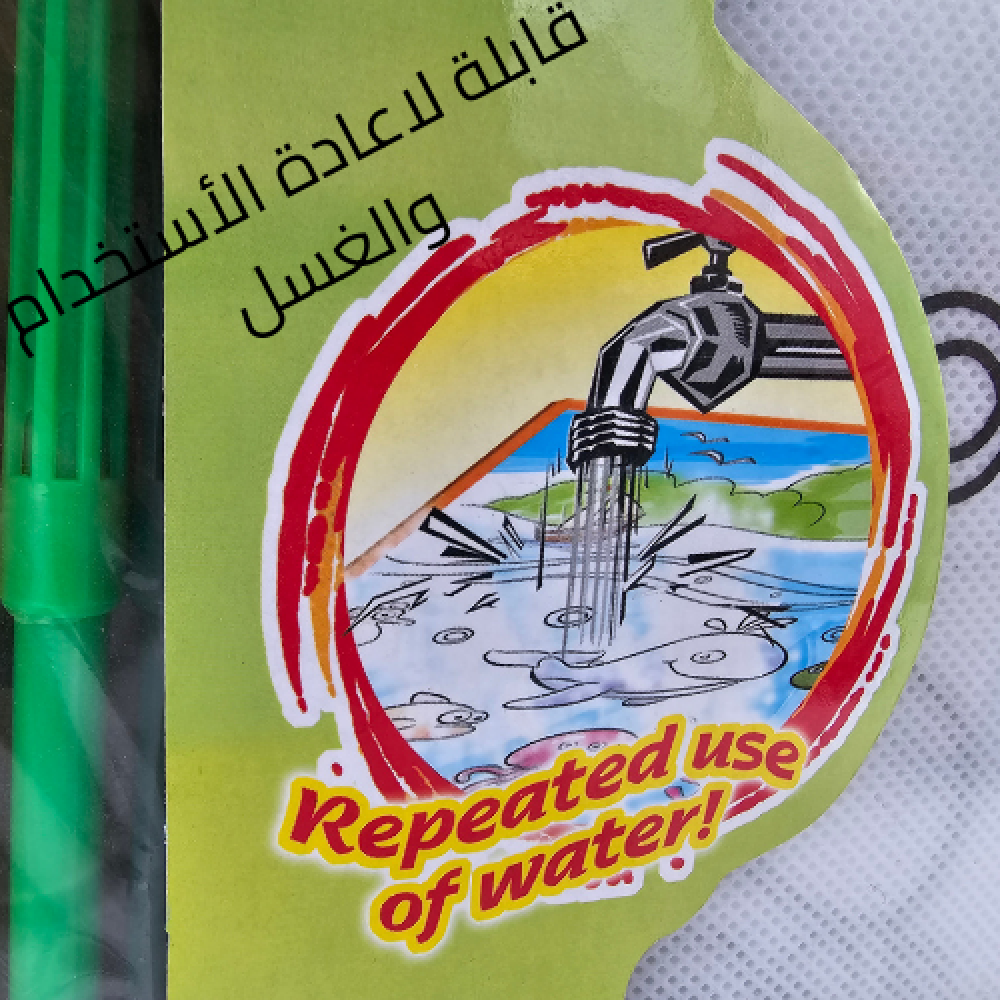 قابلة لاعادة الأستخدام
والغسل
Repeated use
of water!